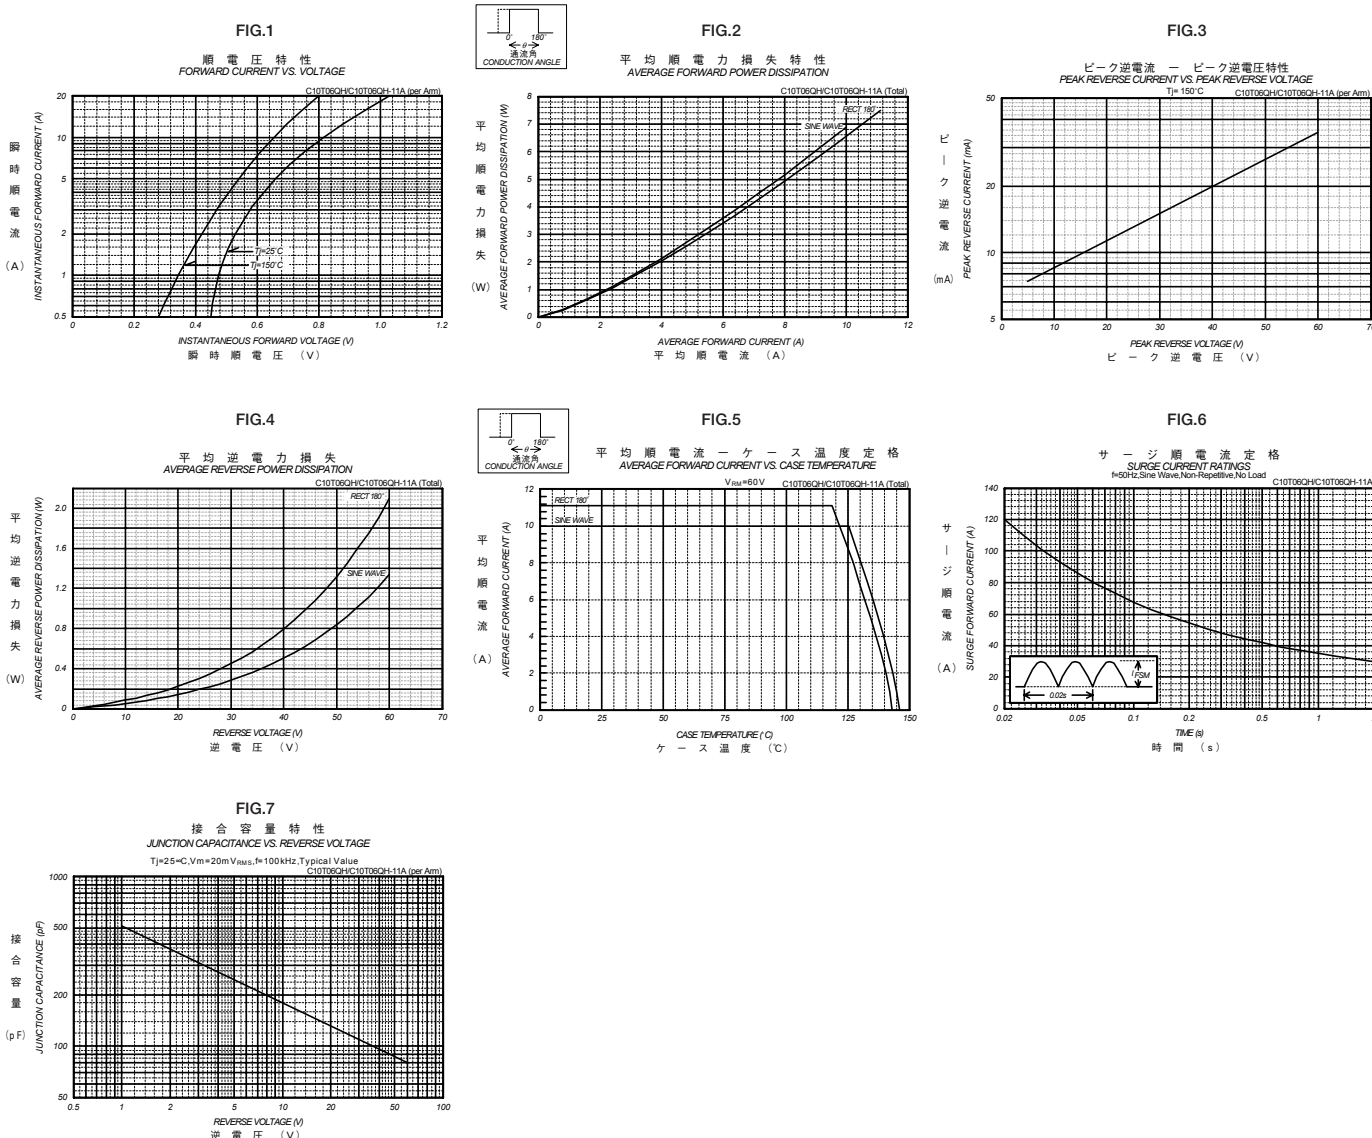 FIG.1
順電圧特性
FORWARD CURRENT VS. VOLTAGE
C10T06QH/C10T06QH-11A (per Arm)
瞬時順電流 (A)
INSTANTANEOUS FORWARD CURRENT (A)
20
10
5
2
1
0.5
Tj=25°C
Tj=150°C
0 0.2 0.4 0.6 0.8 1.0 1.2
INSTANTANEOUS FORWARD VOLTAGE (V)
瞬時順電圧 (V)
0° 180°
θ
通流角
CONDUCTION ANGLE
FIG.2
平均順電力損失特性
AVERAGE FORWARD POWER DISSIPATION
C10T06QH/C10T06QH-11A (Total)
平均順電力損失 (W)
AVERAGE FORWARD POWER DISSIPATION (W)
8
7
6
5
4
3
2
1
0
RECT 180°
SINE WAVE
0 2 4 6 8 10 12
AVERAGE FORWARD CURRENT (A)
平均順電流 (A)
FIG.3
ピーク逆電流 ー ピーク逆電圧特性
PEAK REVERSE CURRENT VS. PEAK REVERSE VOLTAGE
Tj= 150°C
C10T06QH/C10T06QH-11A (per Arm)
ピーク逆電流 (mA)
PEAK REVERSE CURRENT (mA)
50
20
10
5
0 10 20 30 40 50 60 70
PEAK REVERSE VOLTAGE (V)
ピーク逆電圧 (V)
FIG.4
平均逆電力損失
AVERAGE REVERSE POWER DISSIPATION
C10T06QH/C10T06QH-11A (Total)
平均逆電力損失 (W)
AVERAGE REVERSE POWER DISSIPATION (W)
2.0
1.6
1.2
0.8
0.4
0
RECT 180°
SINE WAVE
0 10 20 30 40 50 60 70
REVERSE VOLTAGE (V)
逆電圧 (V)
0° 180°
θ
通流角
CONDUCTION ANGLE
FIG.5
平均順電流ーケース温度定格
AVERAGE FORWARD CURRENT VS. CASE TEMPERATURE
VRM=60V
C10T06QH/C10T06QH-11A (Total)
平均順電流 (A)
AVERAGE FORWARD CURRENT (A)
12
10
8
6
4
2
0
RECT 180°
SINE WAVE
0 25 50 75 100 125 150
CASE TEMPERATURE (°C)
ケース温度 (℃)
FIG.6
サージ順電流定格
SURGE CURRENT RATINGS
f=50Hz,Sine Wave,Non-Repetitive,No Load
C10T06QH/C10T06QH-11A
サージ順電流 (A)
SURGE FORWARD CURRENT (A)
140
120
100
80
60
40
20
0
IFSM
0.02s
0.02 0.05 0.1 0.2 0.5 1
TIME (s)
時間 (s)
FIG.7
接合容量特性
JUNCTION CAPACITANCE VS. REVERSE VOLTAGE
Tj=25∞C,Vm=20mVRMS,f=100kHz,Typical Value
C10T06QH/C10T06QH-11A (per Arm)
接合容量 (pF)
JUNCTION CAPACITANCE (pF)
1000
500
200
100
50
0.5 1 2 5 10 20 50 100
REVERSE VOLTAGE (V)
逆電圧 (V)